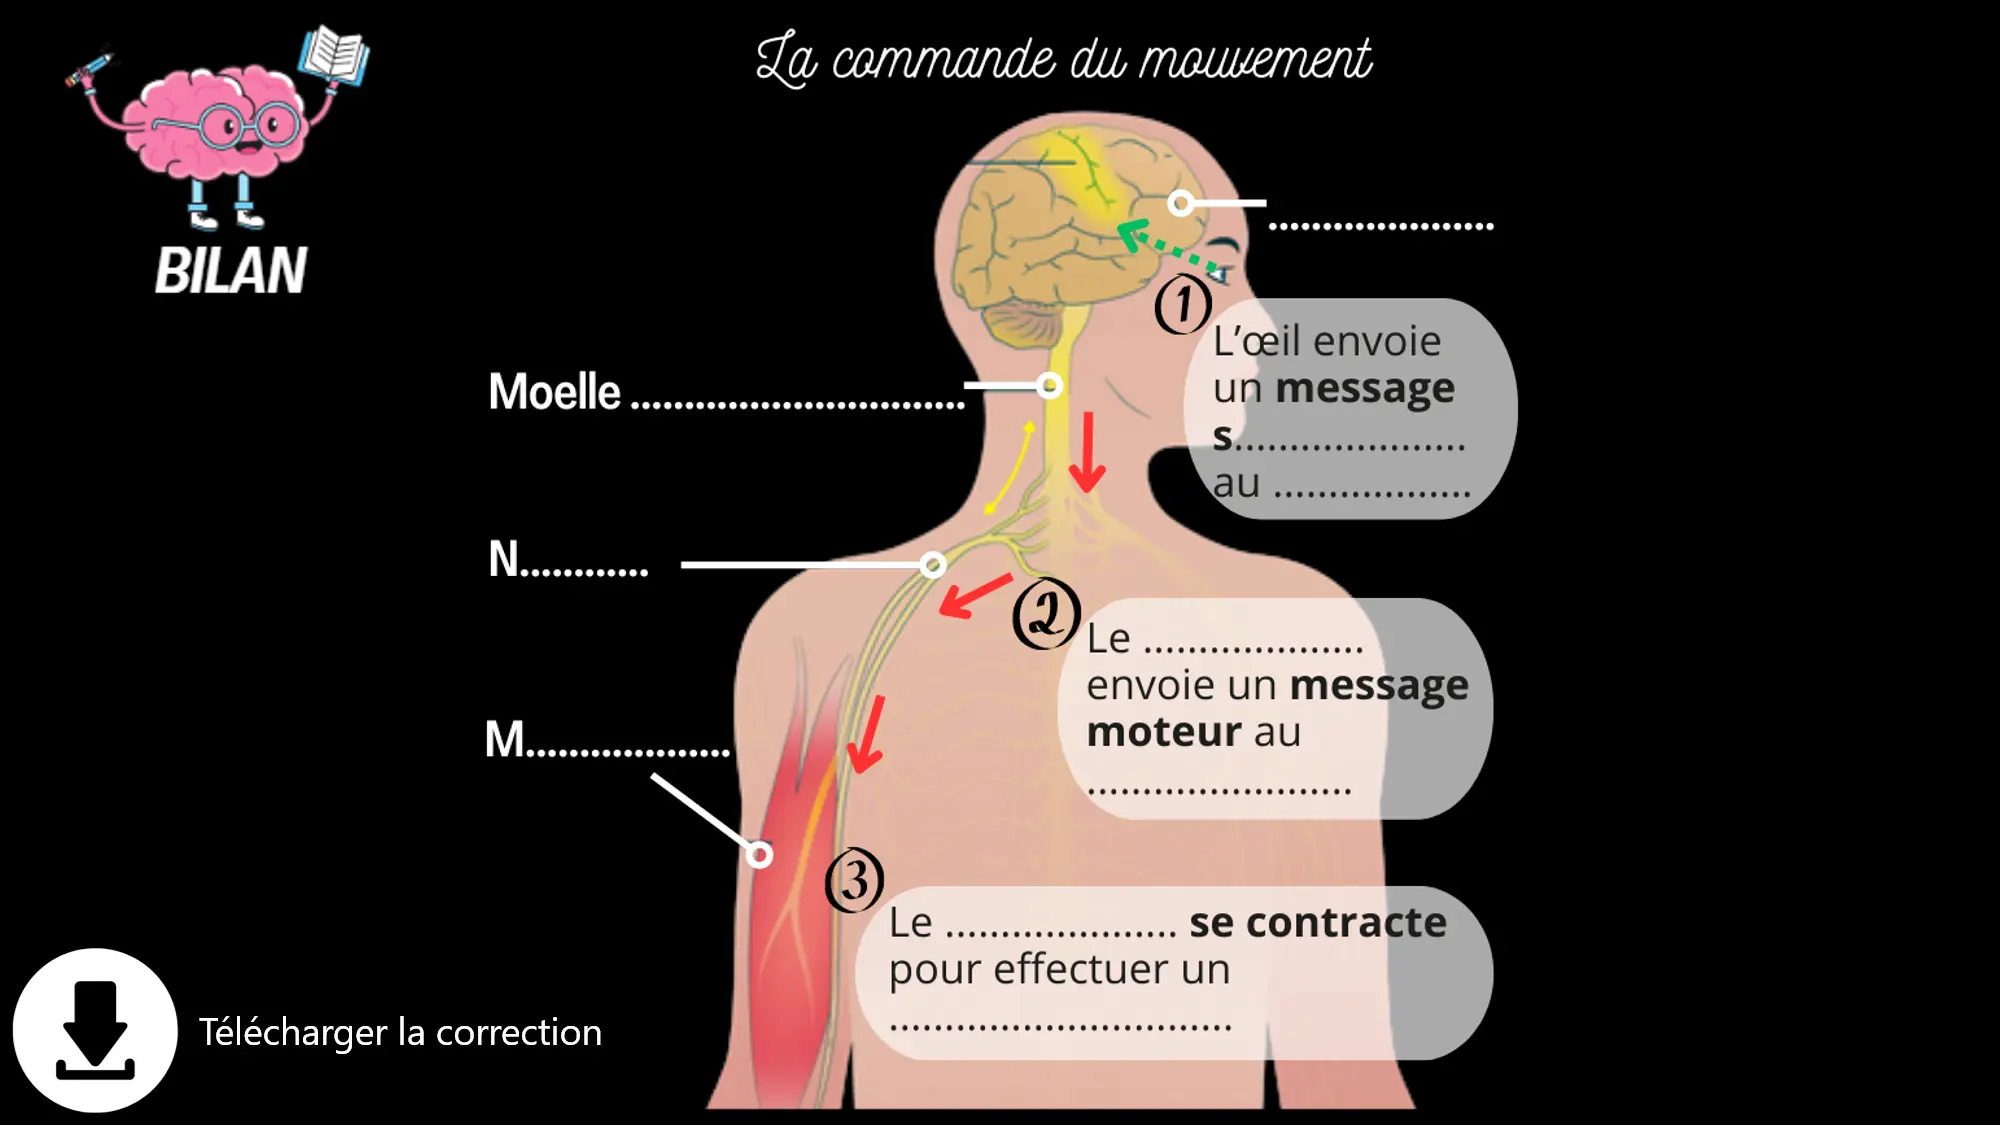 La commande du mouvement
BILAN
.....................
1
L'œil envoie
un message
s.....................
au ..................
Moelle ...............................
N............
2
Le ....................
envoie un message
moteur au
........................
M...................
3
Le ..................... se contracte
pour effectuer un
...............................
Télécharger la correction